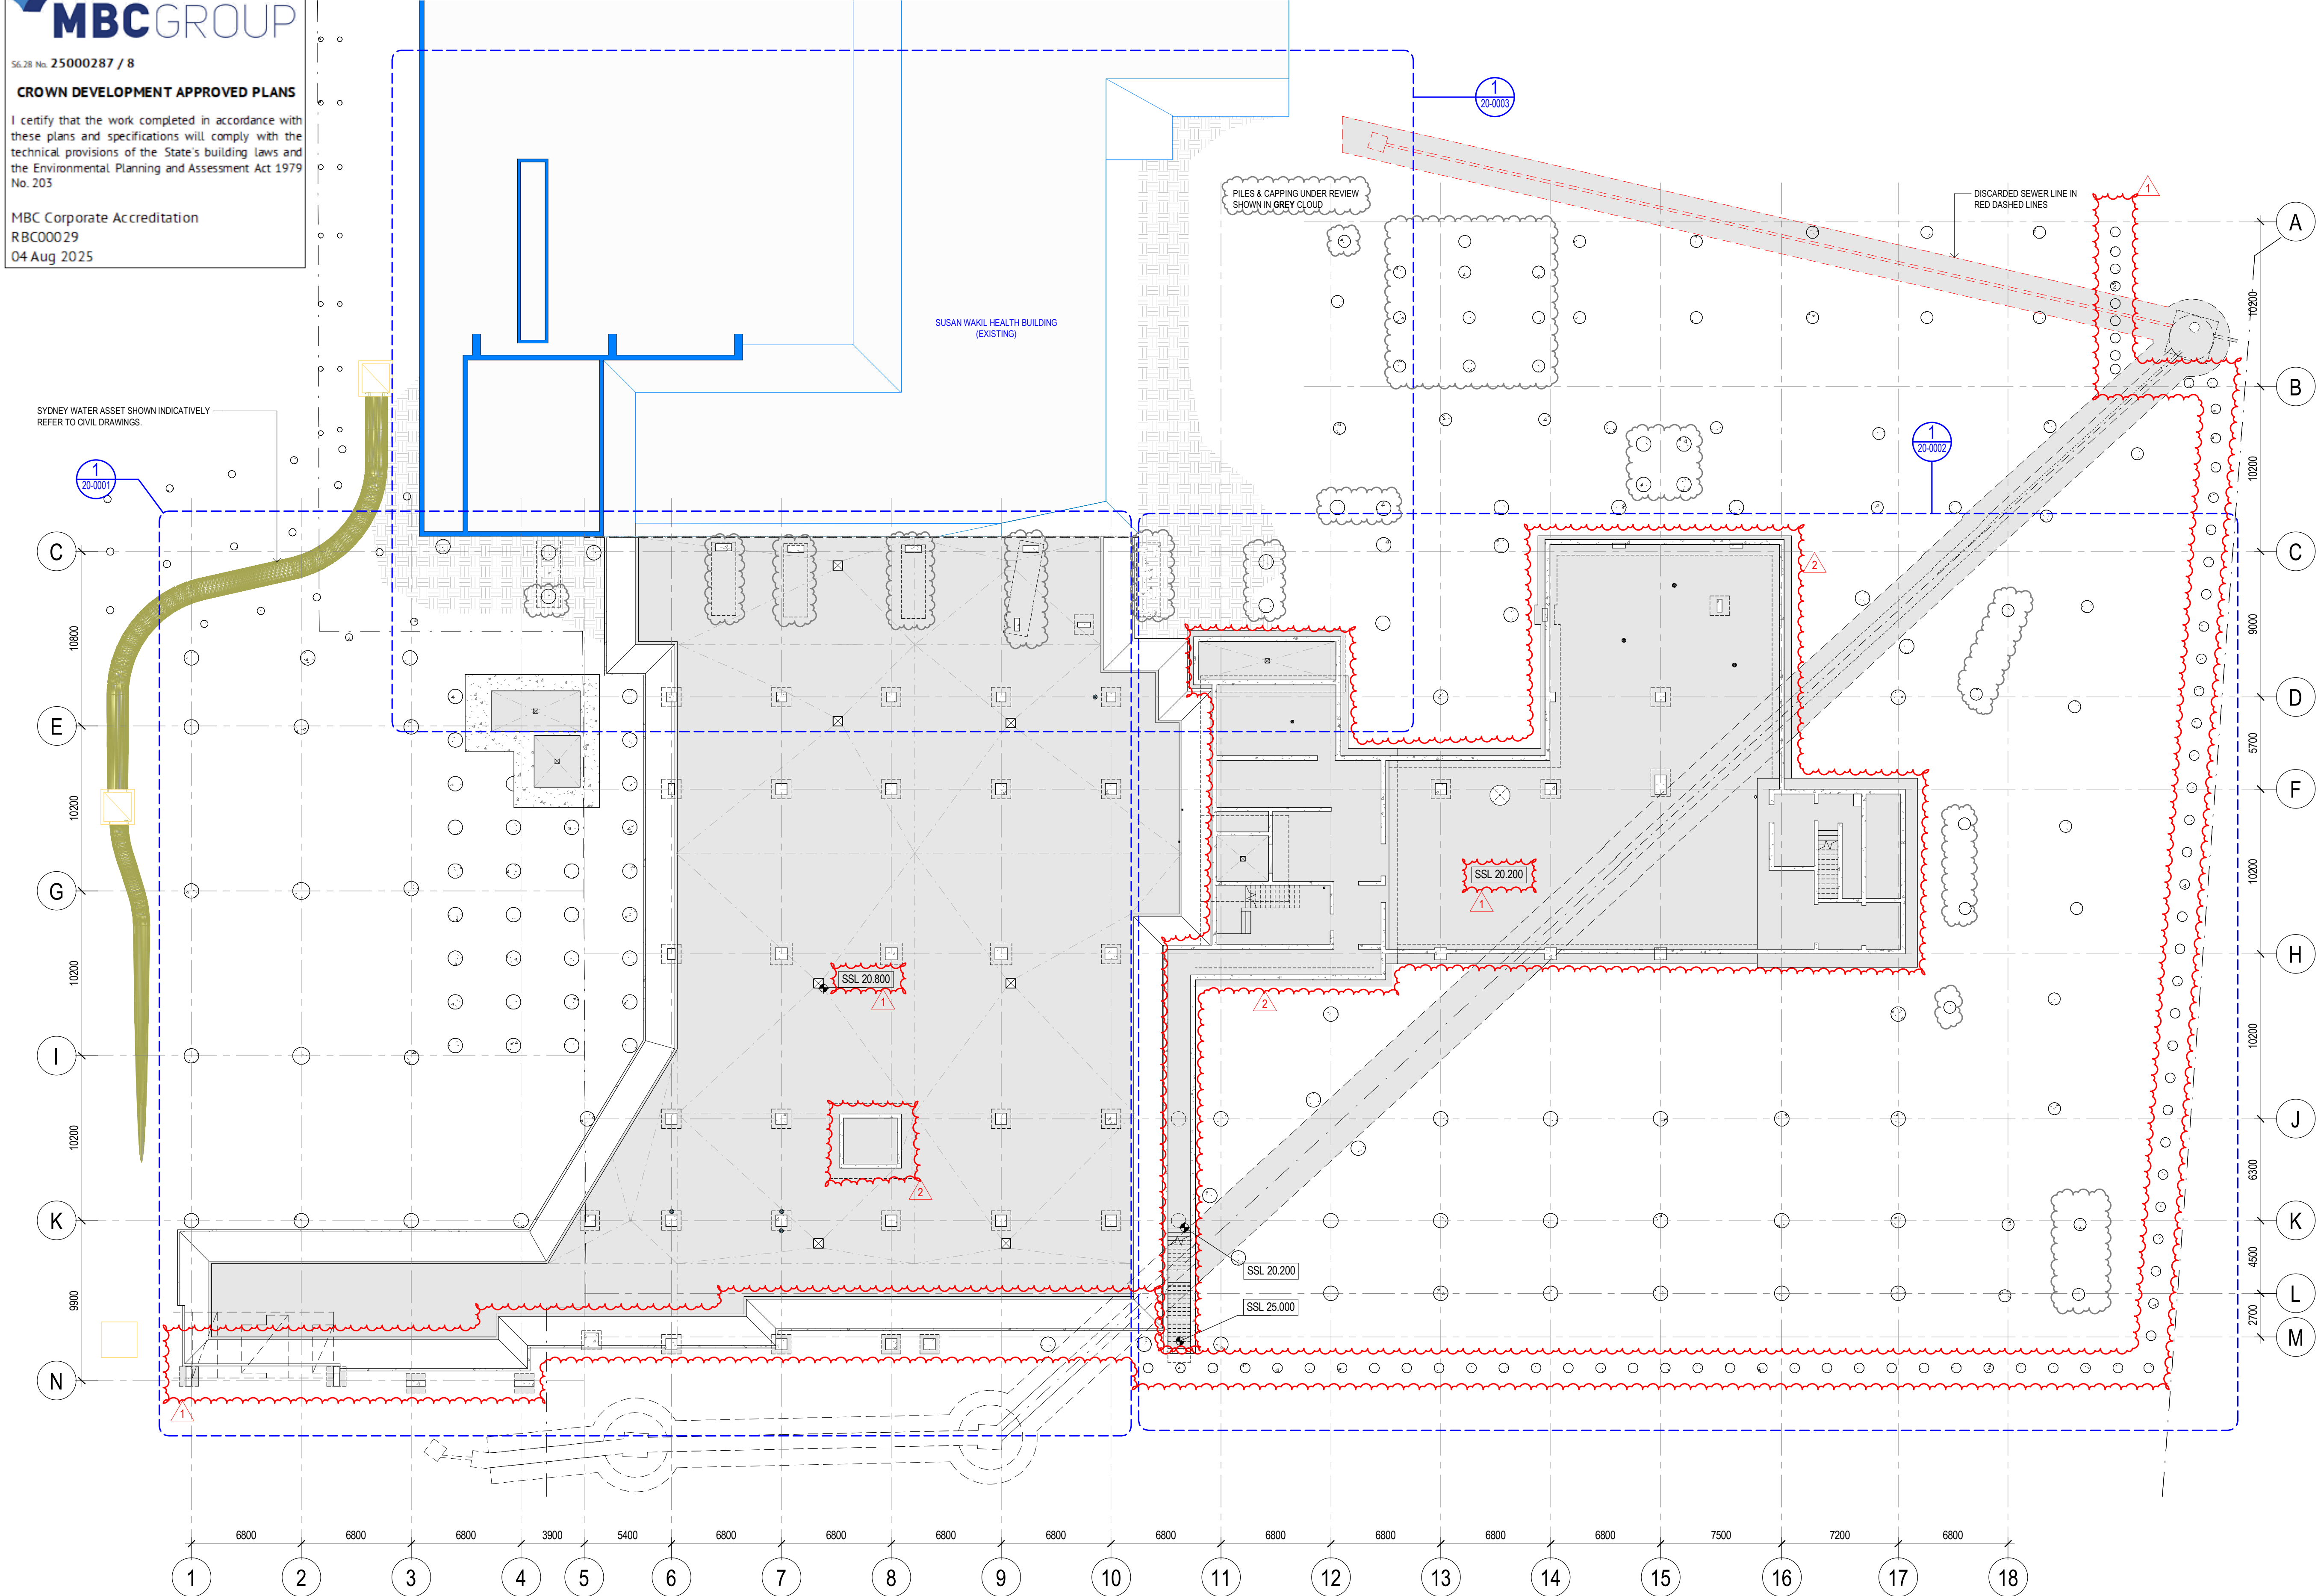 MBCGROUP
S6.28 No. 25000287 / 8
CROWN DEVELOPMENT APPROVED PLANS
I certify that the work completed in accordance with
these plans and specifications will comply with the
technical provisions of the State's building laws and
the Environmental Planning and Assessment Act 1979
No. 203
MBC Corporate Accreditation
RBC00029
04 Aug 2025
1
20-0003
PILES & CAPPING UNDER REVIEW
SHOWN IN GREY CLOUD
DISCARDED SEWER LINE IN
RED DASHED LINES
1
A
10200
SUSAN WAKIL HEALTH BUILDING
(EXISTING)
B
SYDNEY WATER ASSET SHOWN INDICATIVELY
REFER TO CIVIL DRAWINGS.
1
20-0001
1
20-0002
10200
C
C
2
10800
9000
E
D
5700
F
10200
SSL 20.200
1
10200
G
H
10200
SSL 20.800
1
2
10200
I
J
10200
2
6300
K
K
SSL 20.200
4500
SSL 25.000
9900
L
2700
M
N
1
6800
6800
6800
3900
5400
6800
6800
6800
6800
6800
6800
6800
6800
6800
7500
7200
6800
1
2
3
4
5
6
7
8
9
10
11
12
13
14
15
16
17
18